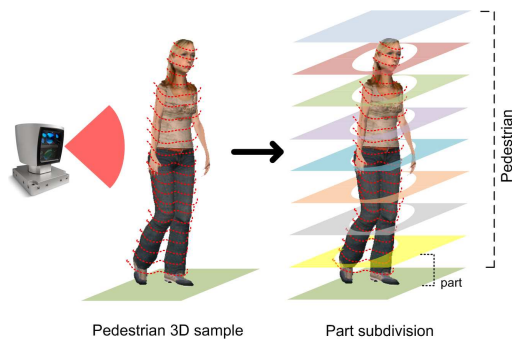 Pedestrian
part
Pedestrian 3D sample
Part subdivision